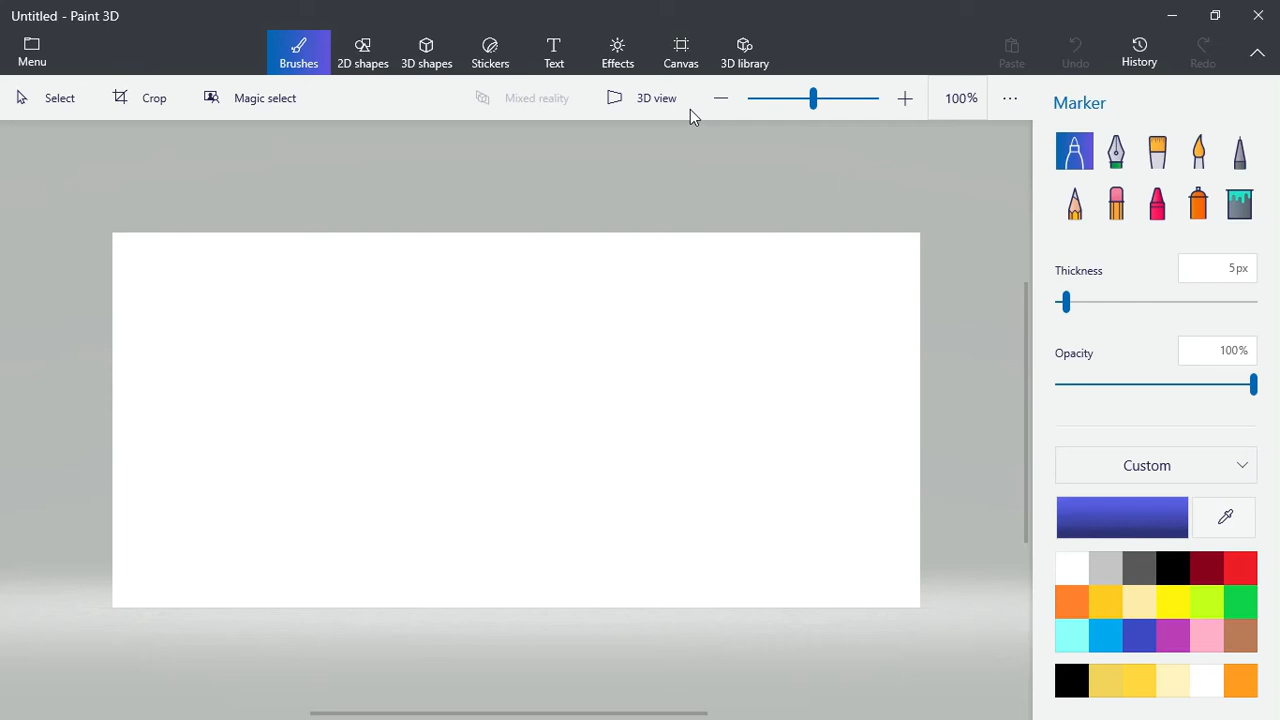 Untitled - Paint 3D
Menu
Brushes
2D shapes
3D shapes
Stickers
Text
Effects
Canvas
3D library
Paste
Undo
History
Redo
Select
Crop
Magic select
Mixed reality
3D view
100%
Marker
Thickness
5px
Opacity
100%
Custom